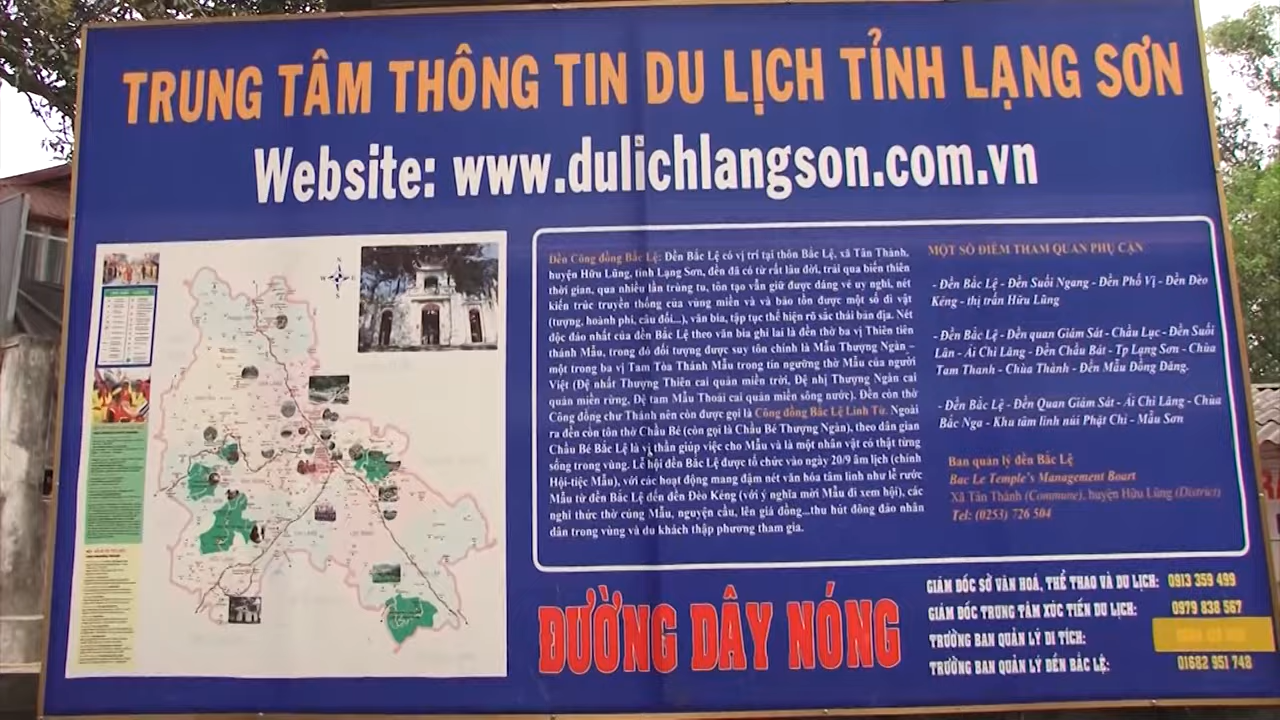 TRUNG TÂM THÔNG TIN DU LỊCH TỈNH LẠNG SƠN
Website: www.dulichlangson.com.vn
Đền Công đồng Bắc Lệ: Đền Bắc Lệ có vị trí tại thôn Bắc Lệ, xã Tân Thành,
huyện Hữu Lũng, tỉnh Lạng Sơn, đền đã có từ rất lâu đời, trải qua biến thiên
thời gian, qua nhiều lần trùng tu, tôn tạo vẫn giữ được dáng vẻ uy nghi, nét
kiến trúc truyền thống của vùng miền và và bảo tồn được một số di vật
(tượng, hoành phi, câu đối...), văn bia, tập tục thể hiện rõ sắc thái bản địa. Nét
độc đáo nhất của đền Bắc Lệ theo văn bia ghi lại là đền thờ ba vị Thiên tiên
thánh Mẫu, trong đó đối tượng được suy tôn chính là Mẫu Thượng Ngàn –
một trong ba vị Tam Tòa Thánh Mẫu trong tín ngưỡng thờ Mẫu của người
Việt (Đệ nhất Thượng Thiên cai quản miền trời, Đệ nhị Thượng Ngàn cai
quản miền rừng, Đệ tam Mẫu Thoải cai quản miền sông nước). Đền còn thờ
Công đồng chư Thánh nên còn được gọi là Công đồng Bắc Lệ Linh Từ. Ngoài
ra đền còn tôn thờ Chầu Bé (còn gọi là Chầu Bé Thượng Ngàn), theo dân gian
Chầu Bé Bắc Lệ là vị thần giúp việc cho Mẫu và là một nhân vật có thật từng
sống trong vùng. Lễ hội đền Bắc Lệ được tổ chức vào ngày 20/9 âm lịch (chính
Hội-tiệc Mẫu), với các hoạt động mang đậm nét văn hóa tâm linh như lễ rước
Mẫu từ đền Bắc Lệ đến đền Đèo Kẻng (với ý nghĩa mời Mẫu đi xem hội), các
nghi thức thờ cúng Mẫu, nguyện cầu, lên giá đồng...thu hút đông đảo nhân
dân trong vùng và du khách thập phương tham gia.
MỘT SỐ ĐIỂM THAM QUAN PHỤ CẬN
- Đền Bắc Lệ - Đền Suối Ngang - Đền Phố Vị - Đền Đèo
Kẻng - thị trấn Hữu Lũng
- Đền Bắc Lệ - Đền quan Giám Sát - Chầu Lục - Đền Suối
Lân - Ải Chi Lăng - Đền Chầu Bát - Tp Lạng Sơn - Chùa
Tam Thanh - Chùa Thành - Đền Mẫu Đồng Đăng.
- Đền Bắc Lệ - Đền Quan Giám Sát - Ải Chi Lăng - Chùa
Bắc Nga - Khu tâm linh núi Phật Chỉ - Mẫu Sơn
Ban quản lý đền Bắc Lệ
Bac Le Temple's Management Boart
Xã Tân Thành (Commune), huyện Hữu Lũng (District)
Tel: (0253) 726 504
ĐƯỜNG DÂY NÓNG
GIÁM ĐỐC SỞ VĂN HOÁ, THỂ THAO VÀ DU LỊCH: 0913 359 499
GIÁM ĐỐC TRUNG TÂM XÚC TIẾN DU LỊCH: 0979 838 567
TRƯỞNG BAN QUẢN LÝ DI TÍCH:
TRƯỞNG BAN QUẢN LÝ ĐỀN BẮC LỆ: 01682 951 748